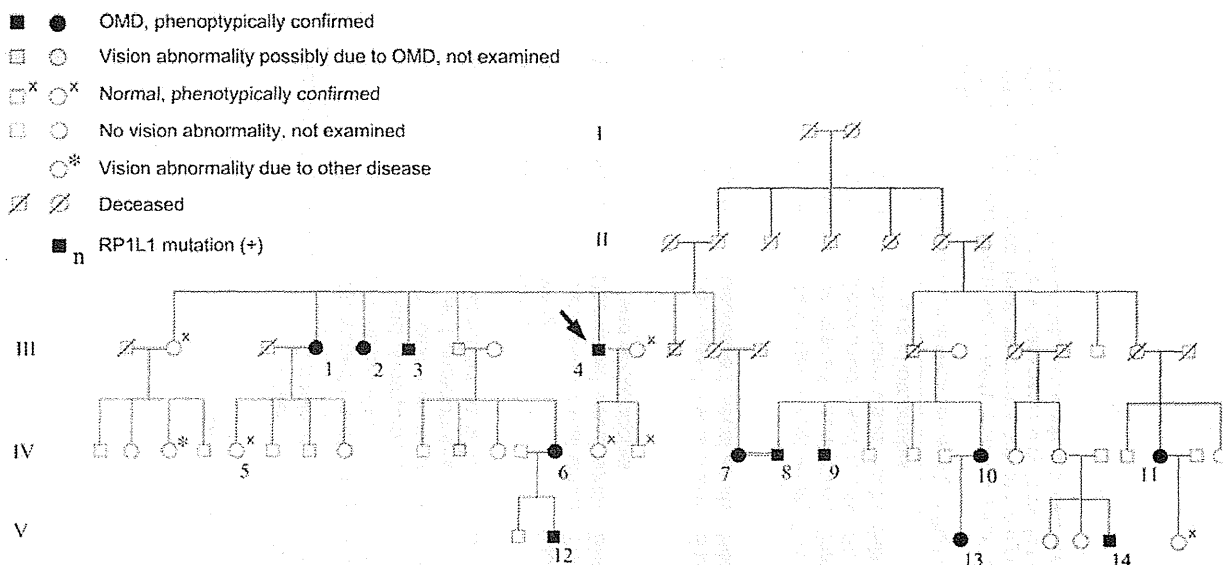 OMD, phenoptypically confirmed
Vision abnormality possibly due to OMD, not examined
x x Normal, phenotypically confirmed
No vision abnormality, not examined
* Vision abnormality due to other disease
Deceased
n RP1L1 mutation (+)
I
II
III
x
1
2
3
4
x
IV
*
x
5
6
x
x
7
8
9
10
11
V
12
13
14
x